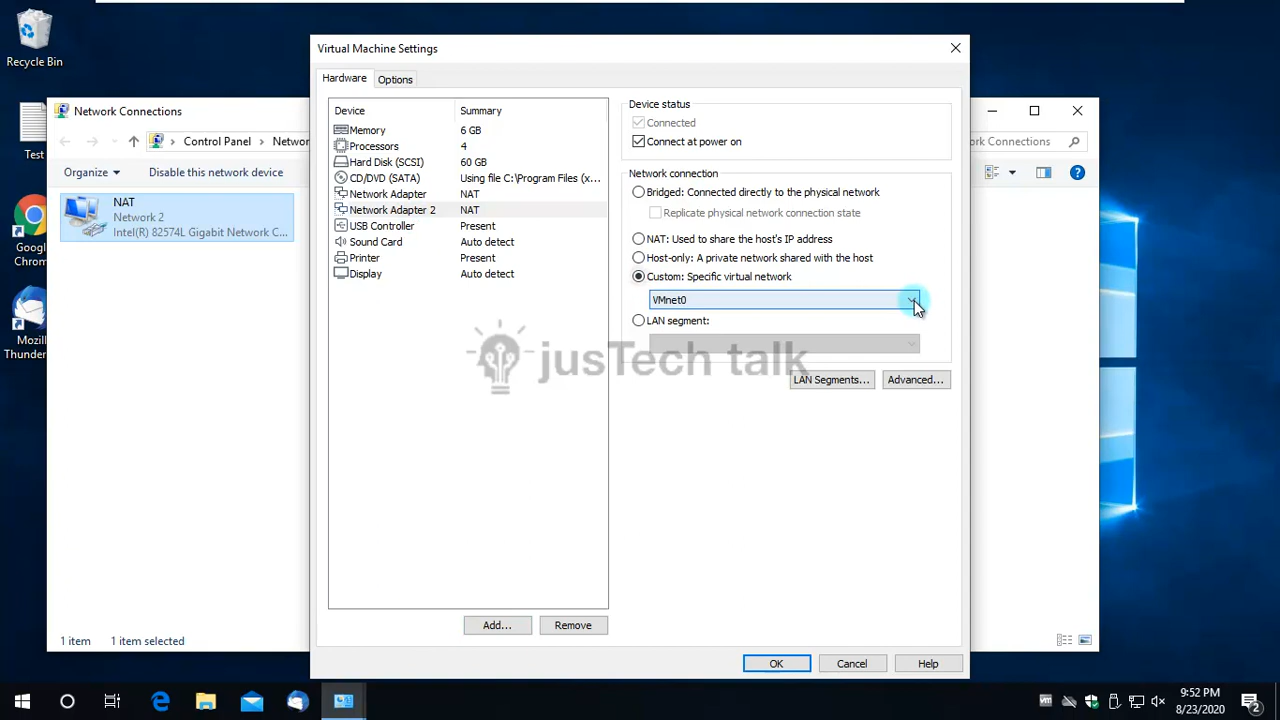 Recycle Bin
Test
Google
Chrom
Mozill
Thunder
Network Connections
Control Panel
Netwo
Organize
Disable this network device
NAT
Network 2
Intel(R) 82574L Gigabit Network C...
1 item
1 item selected
Virtual Machine Settings
Hardware
Options
Device
Summary
Memory
6 GB
Processors
4
Hard Disk (SCSI)
60 GB
CD/DVD (SATA)
Using file C:\Program Files (x...
Network Adapter
NAT
Network Adapter 2
NAT
USB Controller
Present
Sound Card
Auto detect
Printer
Present
Display
Auto detect
Add...
Remove
Device status
Connected
Connect at power on
Network connection
Bridged: Connected directly to the physical network
Replicate physical network connection state
NAT: Used to share the host's IP address
Host-only: A private network shared with the host
Custom: Specific virtual network
VMnet0
LAN segment:
LAN Segments...
Advanced...
jusTech talk
OK
Cancel
Help
ork Connections
9:52 PM
8/23/2020
2